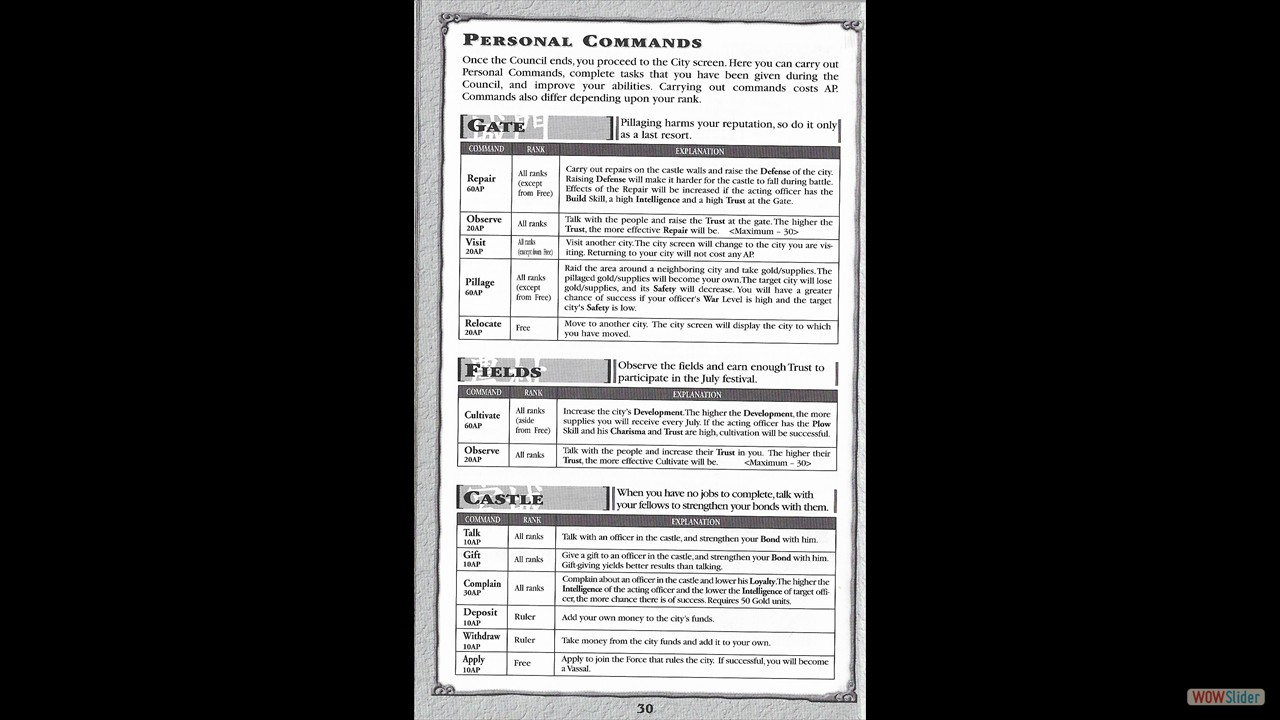 PERSONAL COMMANDS
Once the Council ends, you proceed to the City screen. Here you can carry out
Personal Commands, complete tasks that you have been given during the
Council, and improve your abilities. Carrying out commands costs AP.
Commands also differ depending upon your rank.
GATE
Pillaging harms your reputation, so do it only
as a last resort.
COMMAND RANK EXPLANATION
Repair
60AP
All ranks
(except
from Free)
Carry out repairs on the castle walls and raise the Defense of the city.
Raising Defense will make it harder for the castle to fall during battle.
Effects of the Repair will be increased if the acting officer has the
Build Skill, a high Intelligence and a high Trust at the Gate.
Observe
20AP
All ranks
Talk with the people and raise the Trust at the gate. The higher the
Trust, the more effective Repair will be. <Maximum – 30>
Visit
20AP
All ranks
(except from Free)
Visit another city. The city screen will change to the city you are vis-
iting. Returning to your city will not cost any AP.
Pillage
60AP
All ranks
(except
from Free)
Raid the area around a neighboring city and take gold/supplies. The
pillaged gold/supplies will become your own. The target city will lose
gold/supplies, and its Safety will decrease. You will have a greater
chance of success if your officer's War Level is high and the target
city's Safety is low.
Relocate
20AP
Free
Move to another city. The city screen will display the city to which
you have moved.
FIELDS
Observe the fields and earn enough Trust to
participate in the July festival.
COMMAND RANK EXPLANATION
Cultivate
60AP
All ranks
(aside
from Free)
Increase the city's Development. The higher the Development, the more
supplies you will receive every July. If the acting officer has the Plow
Skill and his Charisma and Trust are high, cultivation will be successful.
Observe
20AP
All ranks
Talk with the people and increase their Trust in you. The higher their
Trust, the more effective Cultivate will be. <Maximum – 30>
CASTLE
When you have no jobs to complete, talk with
your fellows to strengthen your bonds with them.
COMMAND RANK EXPLANATION
Talk
10AP
All ranks
Talk with an officer in the castle, and strengthen your Bond with him.
Gift
10AP
All ranks
Give a gift to an officer in the castle, and strengthen your Bond with him.
Gift-giving yields better results than talking.
Complain
30AP
All ranks
Complain about an officer in the castle and lower his Loyalty. The higher the
Intelligence of the acting officer and the lower the Intelligence of target offi-
cer, the more chance there is of success. Requires 50 Gold units.
Deposit
10AP
Ruler
Add your own money to the city's funds.
Withdraw
10AP
Ruler
Take money from the city funds and add it to your own.
Apply
10AP
Free
Apply to join the Force that rules the city. If successful, you will become
a Vassal.
30
WOWSlider